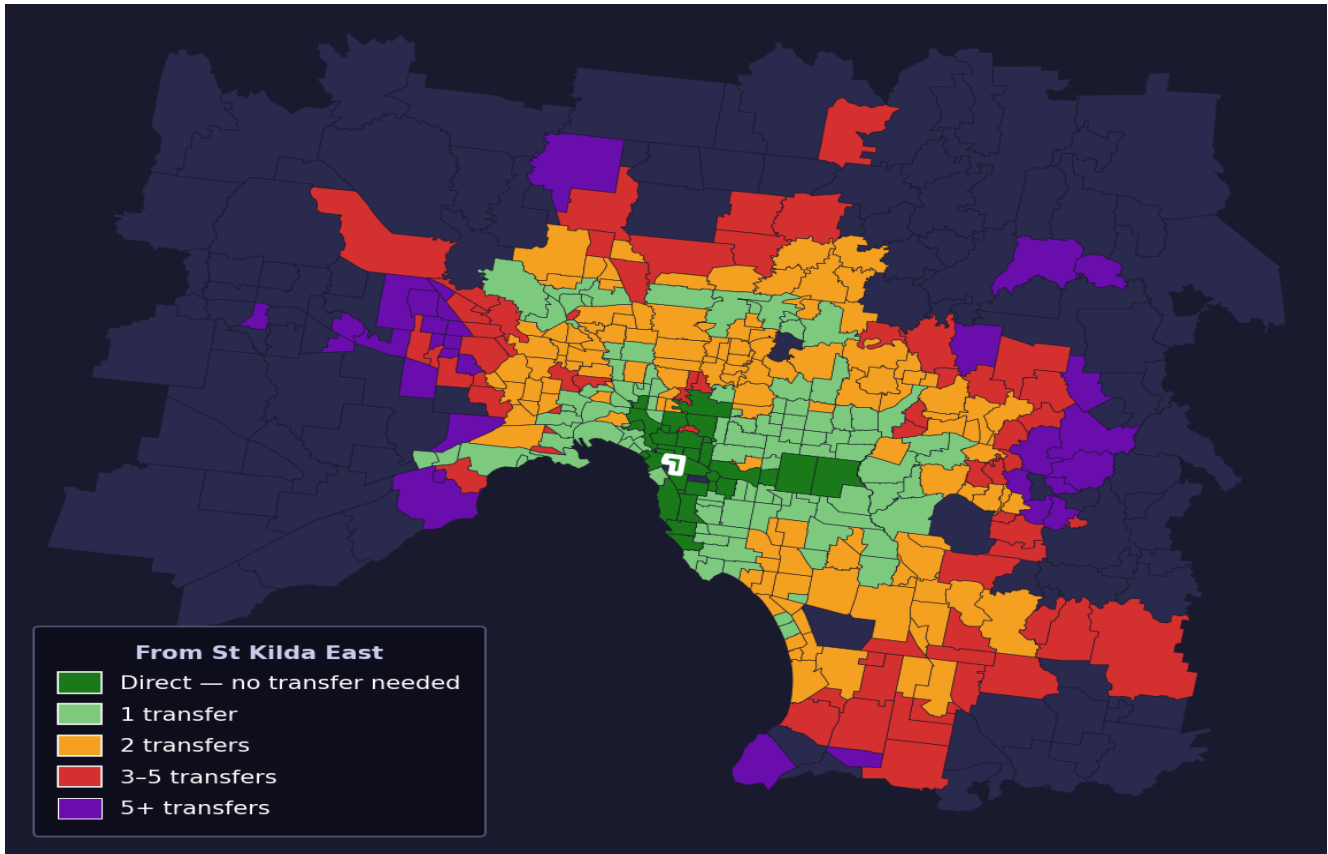 From St Kilda East
Direct — no transfer needed
1 transfer
2 transfers
3–5 transfers
5+ transfers